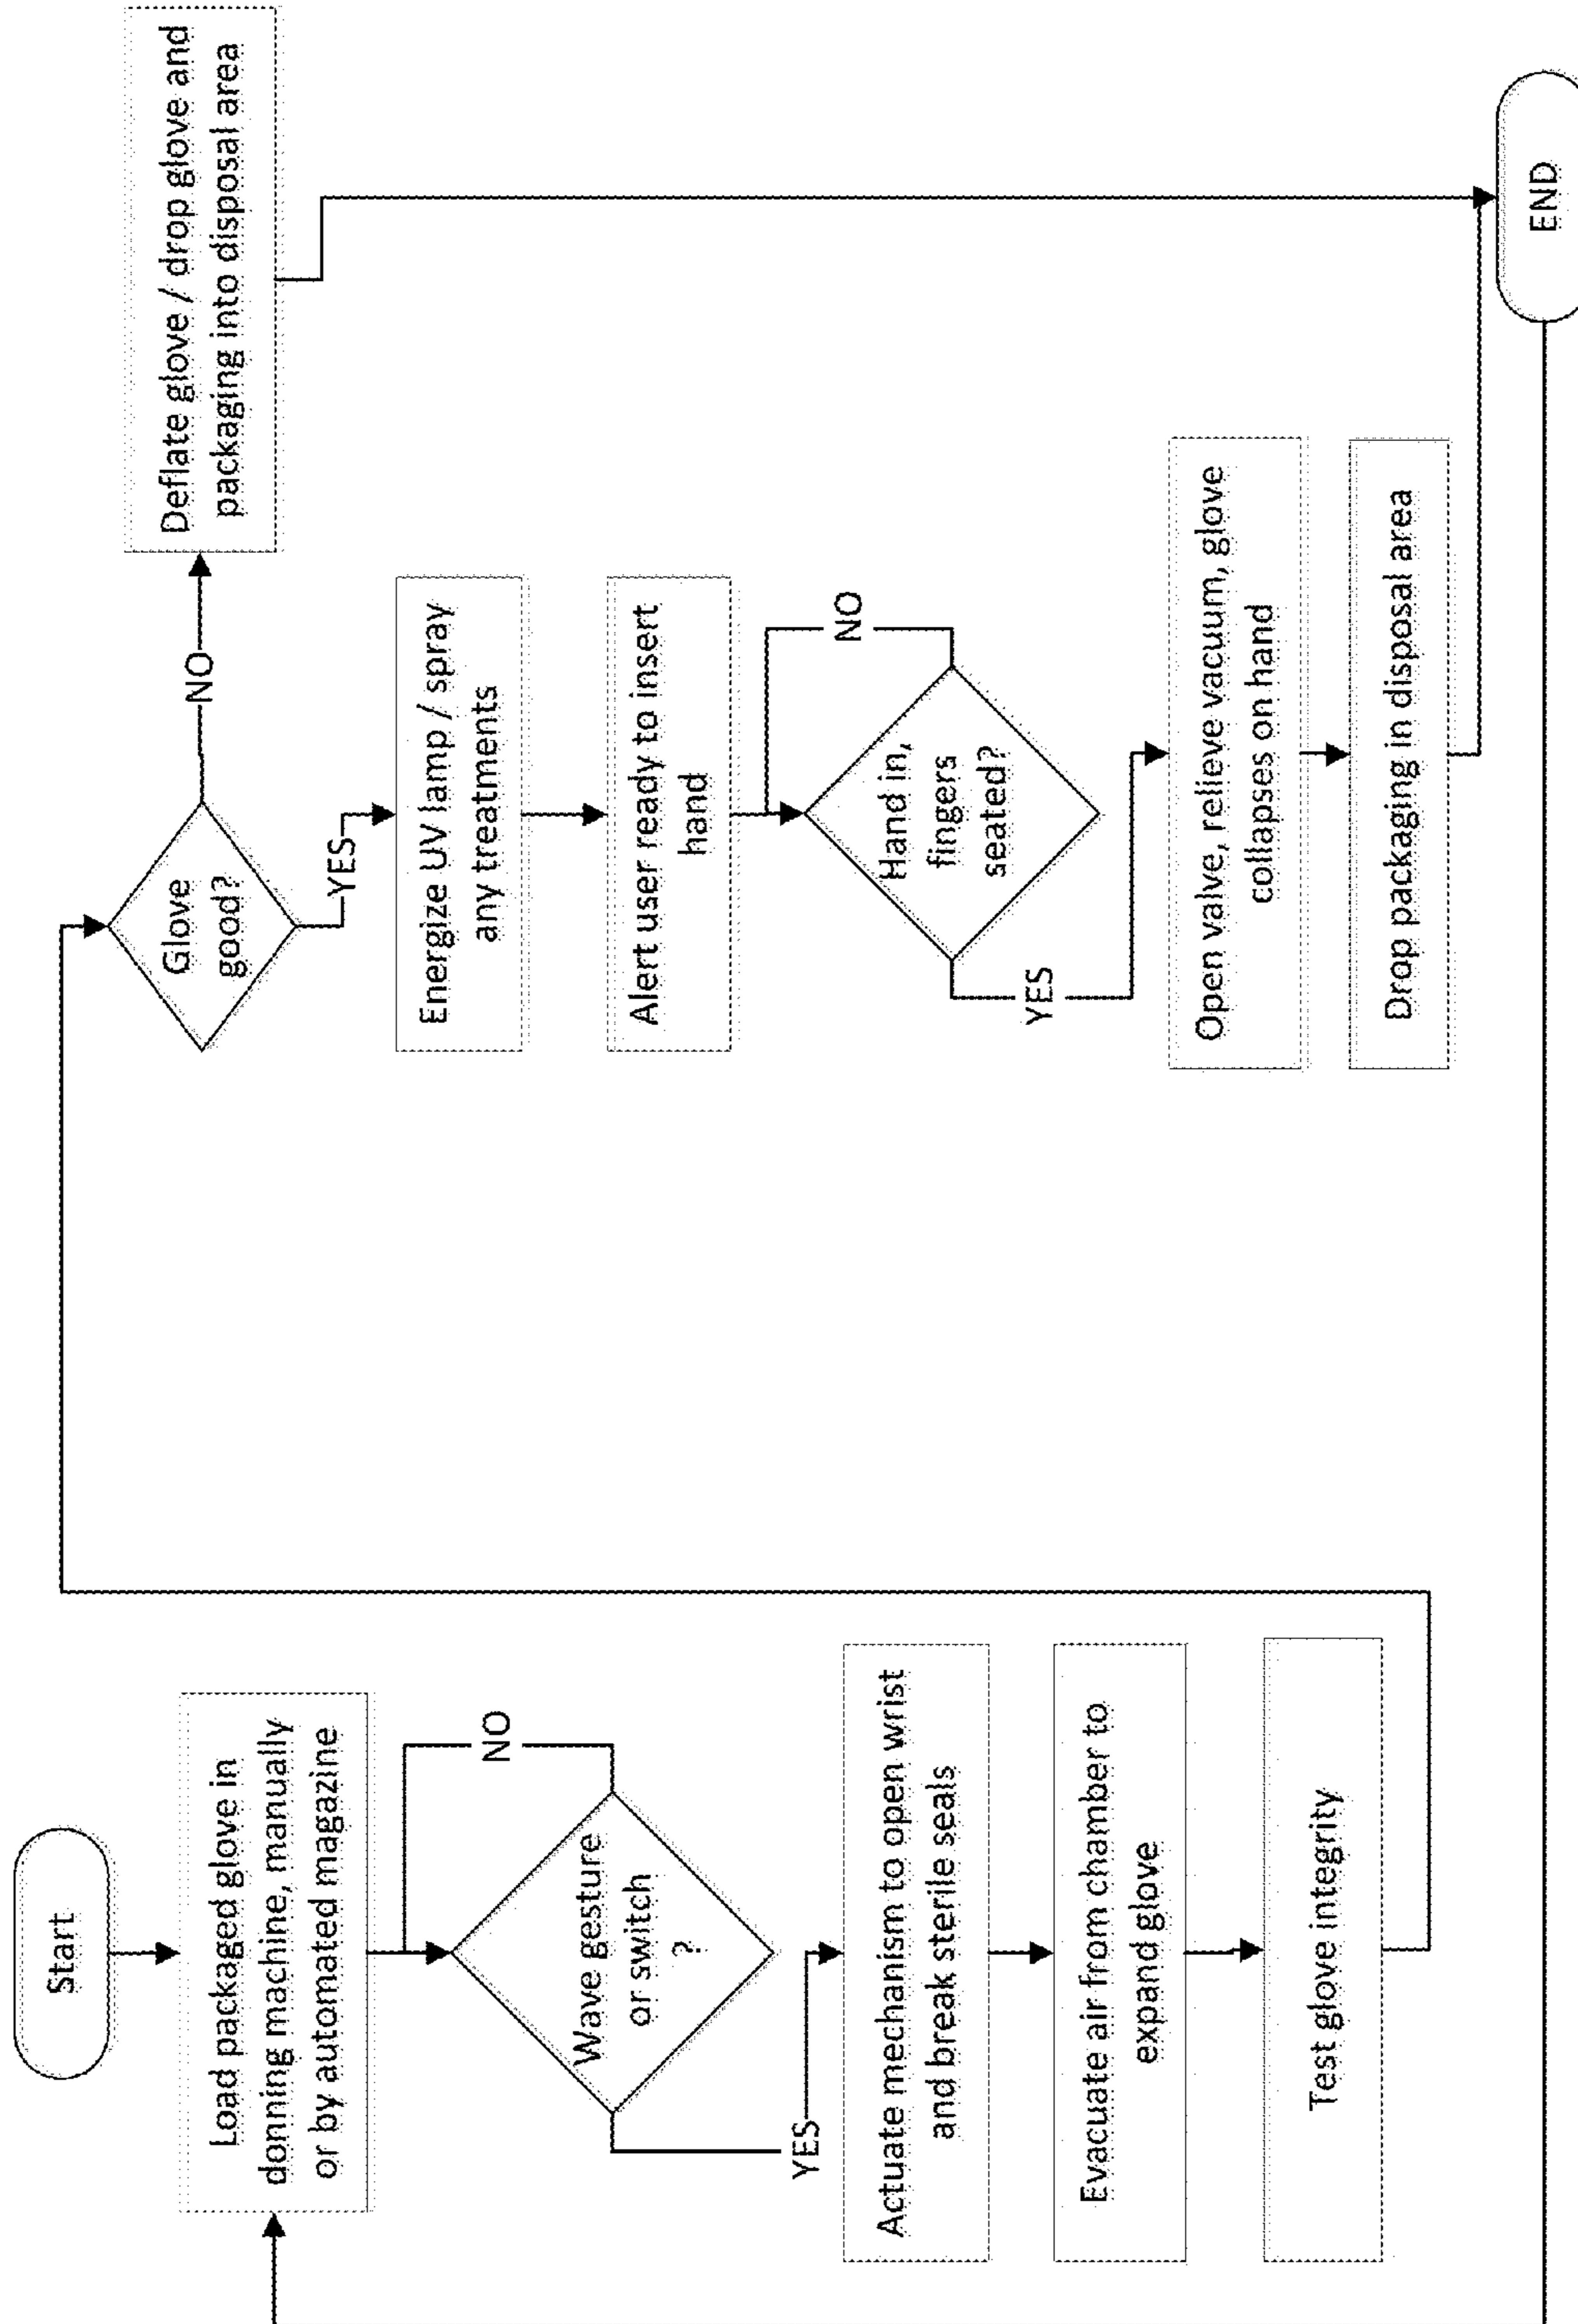 Start
Load packaged glove in
donning machine, manually
or by automated magazine
Wave gesture
or switch
?
NO
YES
Actuate mechanism to open wrist
and break sterile seals
Evacuate air from chamber to
expand glove
Test glove integrity
Glove
good?
NO
Deflate glove / drop glove and
packaging into disposal area
YES
Energize UV lamp / spray
any treatments
Alert user ready to insert
hand
Hand in,
fingers
seated?
NO
YES
Open valve, relieve vacuum, glove
collapses on hand
Drop packaging in disposal area
END